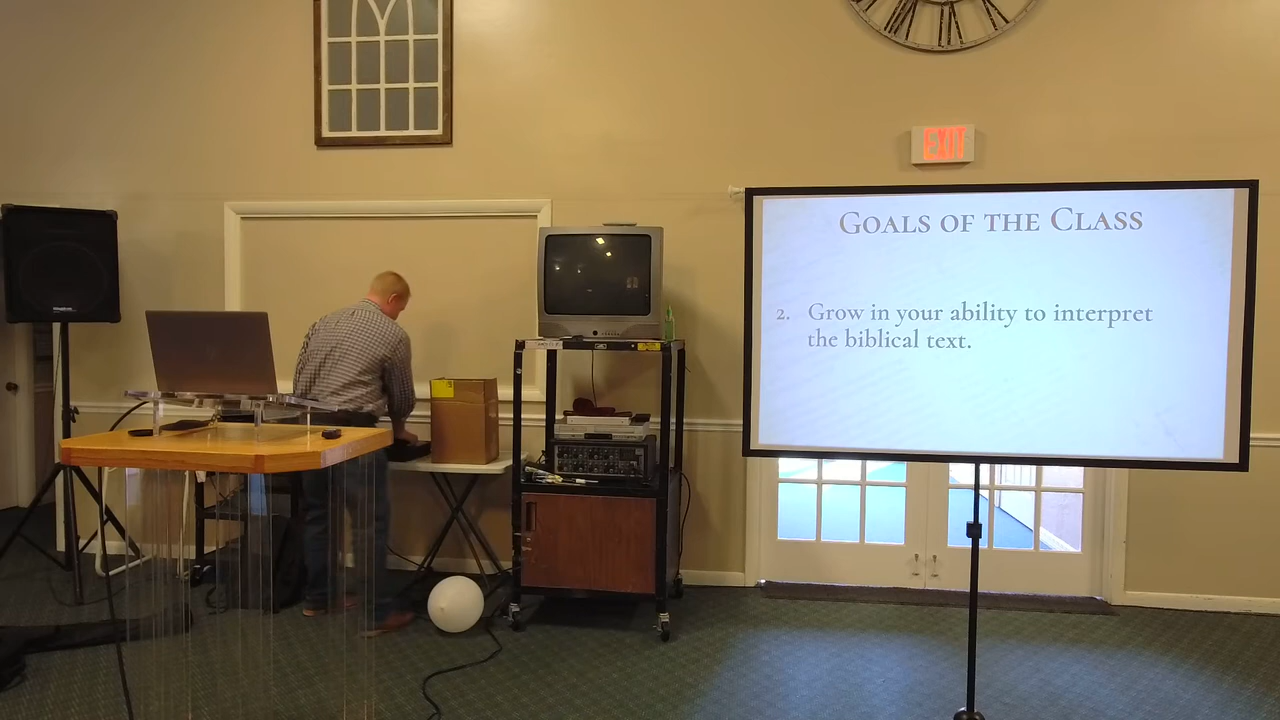 EXIT
GOALS OF THE CLASS
2. Grow in your ability to interpret
the biblical text.